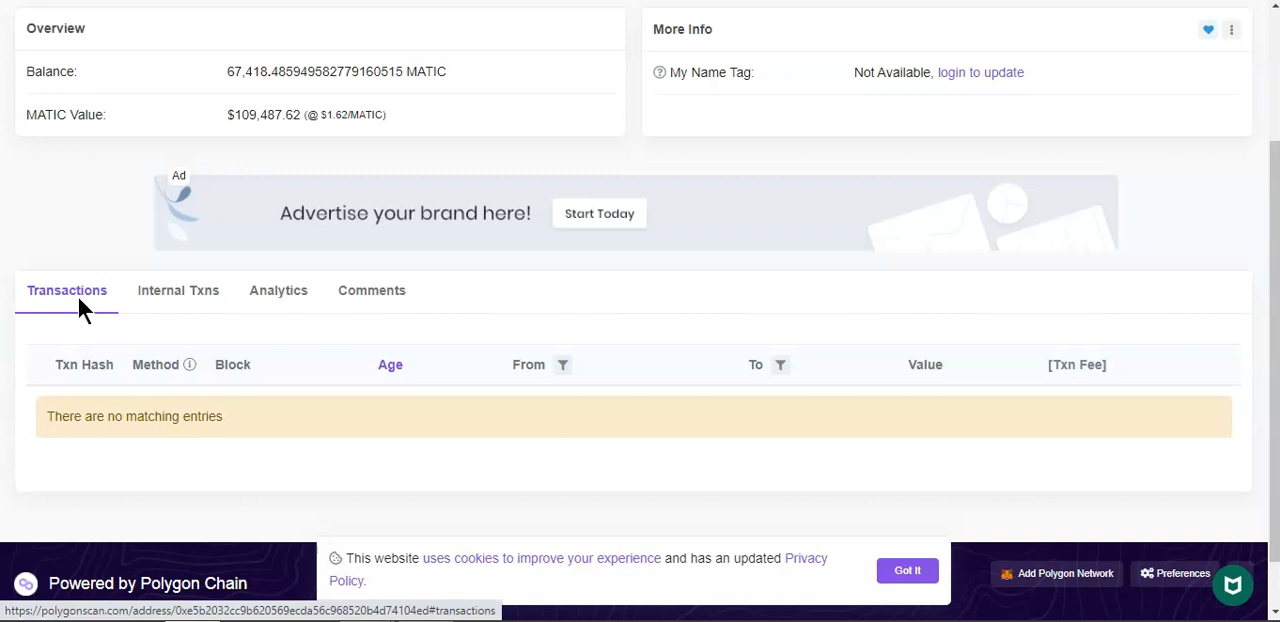 Overview
Balance: 67,418.485949582779160515 MATIC
MATIC Value: $109,487.62 (@ $1.62/MATIC)
More Info
My Name Tag: Not Available, login to update
Ad
Advertise your brand here! Start Today
Transactions Internal Txns Analytics Comments
Txn Hash Method Block Age From To Value [Txn Fee]
There are no matching entries
This website uses cookies to improve your experience and has an updated Privacy
Policy.
Got It
Powered by Polygon Chain
Add Polygon Network
Preferences
https://polygonscan.com/address/0xe5b2032cc9b620569ecda56c968520b4d74104ed#transactions